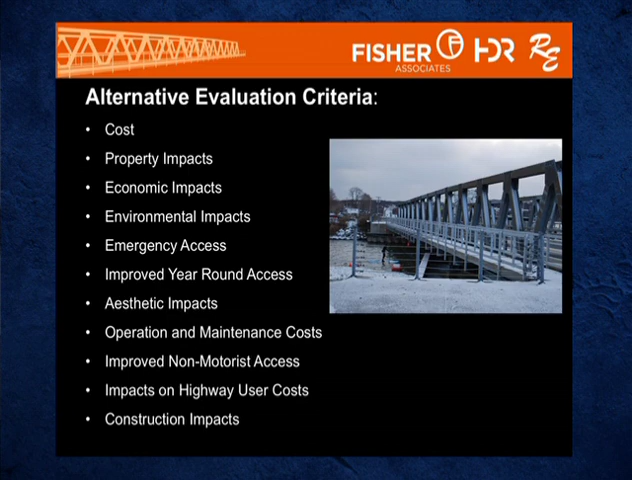 FISHER
ASSOCIATES
F
HDR
RE
Alternative Evaluation Criteria:
• Cost
• Property Impacts
• Economic Impacts
• Environmental Impacts
• Emergency Access
• Improved Year Round Access
• Aesthetic Impacts
• Operation and Maintenance Costs
• Improved Non-Motorist Access
• Impacts on Highway User Costs
• Construction Impacts